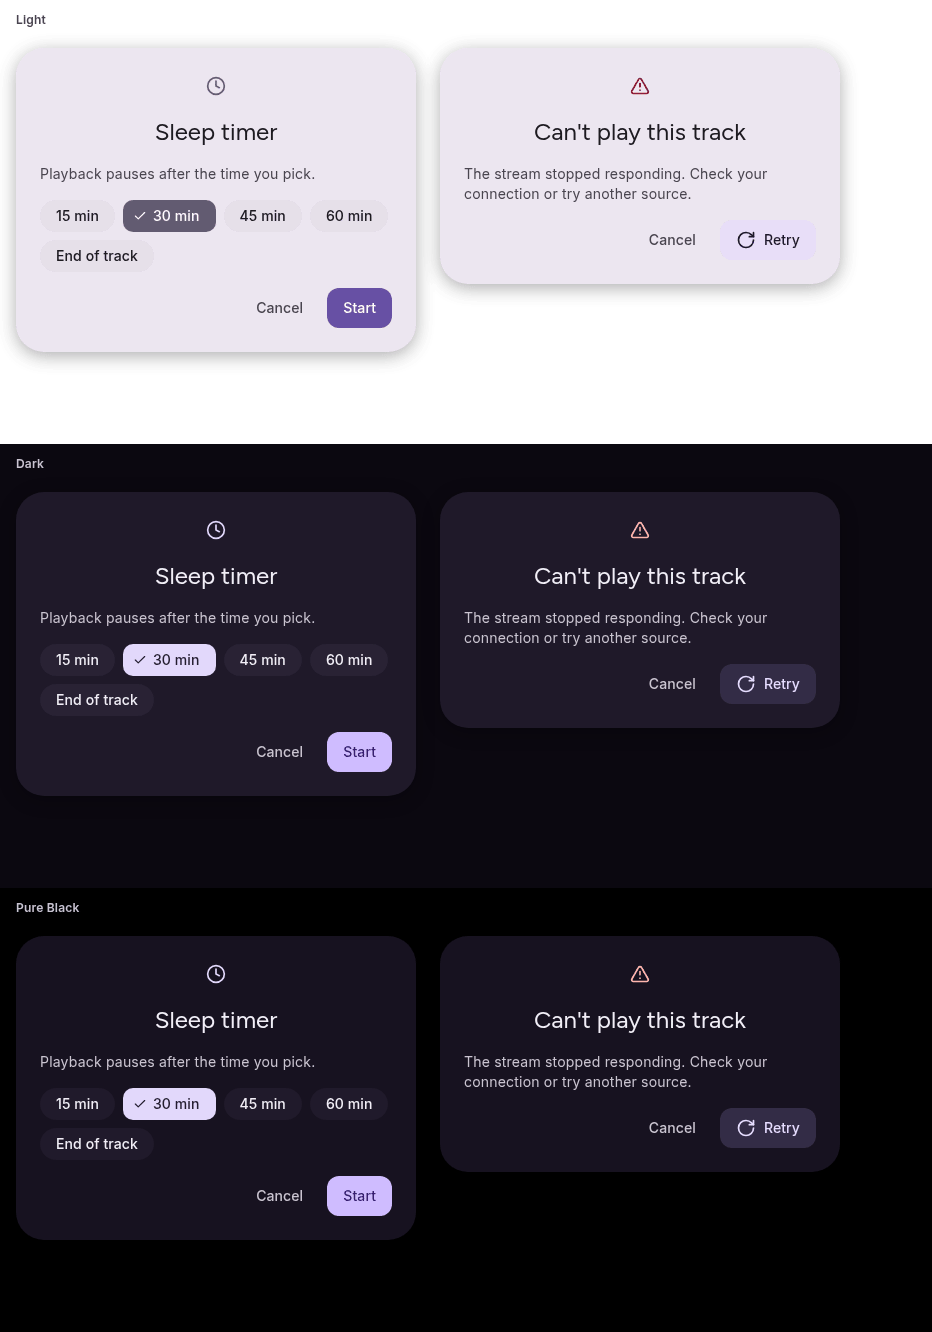 Light
Sleep timer
Playback pauses after the time you pick.
15 min
30 min
45 min
60 min
End of track
Cancel
Start
Can't play this track
The stream stopped responding. Check your
connection or try another source.
Cancel
Retry
Dark
Sleep timer
Playback pauses after the time you pick.
15 min
30 min
45 min
60 min
End of track
Cancel
Start
Can't play this track
The stream stopped responding. Check your
connection or try another source.
Cancel
Retry
Pure Black
Sleep timer
Playback pauses after the time you pick.
15 min
30 min
45 min
60 min
End of track
Cancel
Start
Can't play this track
The stream stopped responding. Check your
connection or try another source.
Cancel
Retry